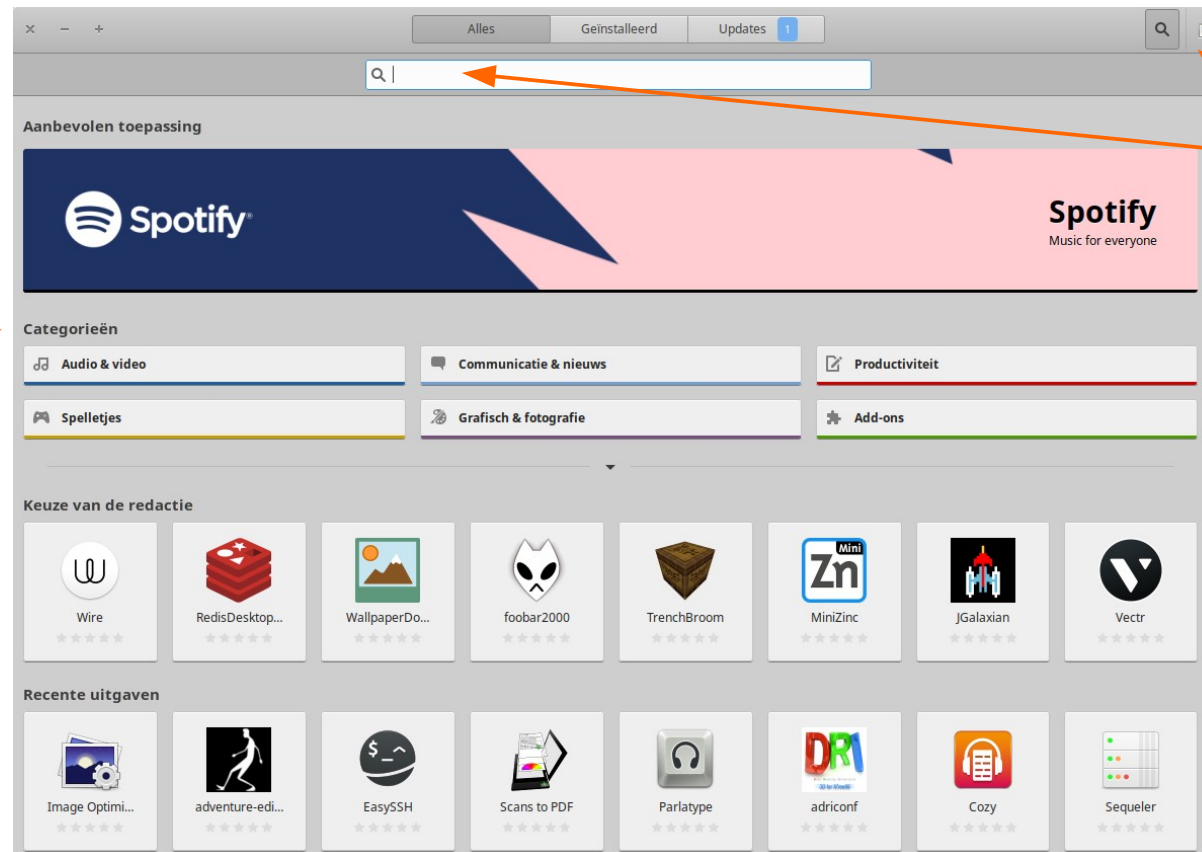 Alles Geïnstalleerd Updates 1
Aanbevolen toepassing
Spotify
Spotify
Music for everyone
Categorieën
Audio & video Communicatie & nieuws Productiviteit
Spelletjes Grafisch & fotografie Add-ons
Keuze van de redactie
Mini
Zn
Wire RedisDesktop... WallpaperDo... foobar2000 TrenchBroom MiniZinc JGalaxian Vectr
Recente uitgaven
$_
DRI
Image Optimi... adventure-edi... EasySSH Scans to PDF Parlatype adriconf Cozy Sequeler